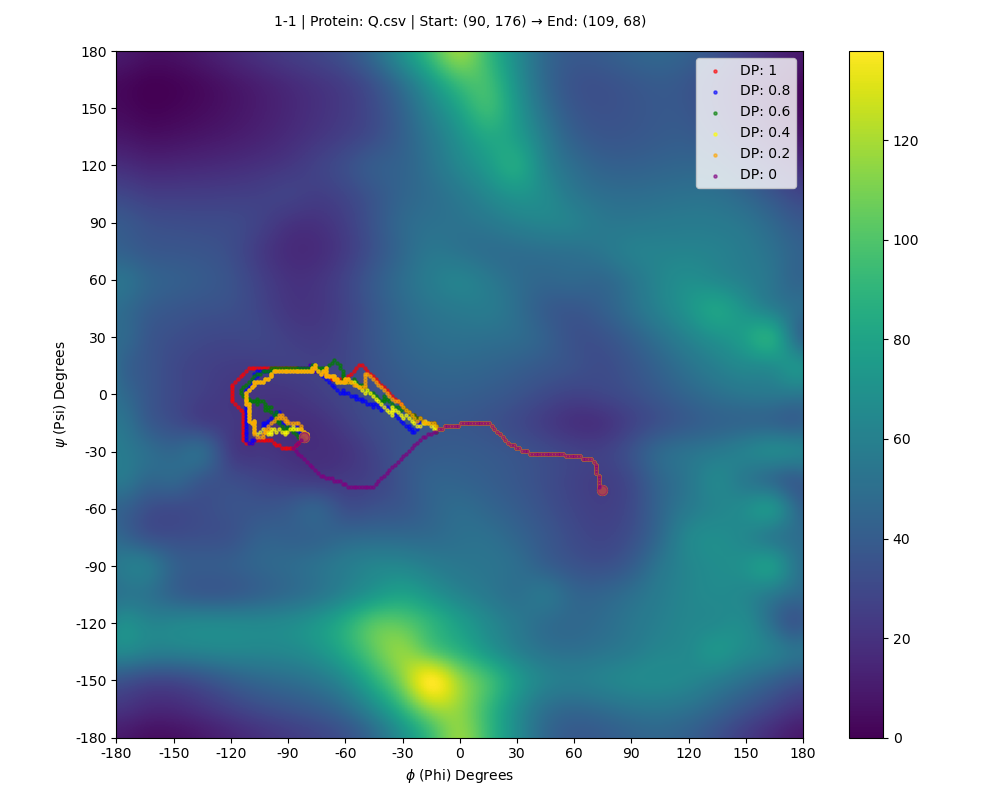 1-1 | Protein: Q.csv | Start: (90, 176) → End: (109, 68)
DP: 1
DP: 0.8
DP: 0.6
DP: 0.4
DP: 0.2
DP: 0
180
150
120
90
60
30
0
-30
-60
-90
-120
-150
-180
ψ (Psi) Degrees
-180 -150 -120 -90 -60 -30 0 30 60 90 120 150 180
ϕ (Phi) Degrees
120
100
80
60
40
20
0